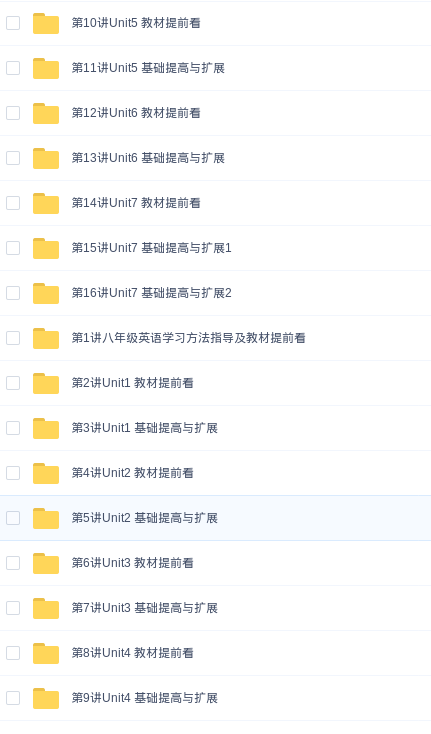 第10讲Unit5 教材提前看
第11讲Unit5 基础提高与扩展
第12讲Unit6 教材提前看
第13讲Unit6 基础提高与扩展
第14讲Unit7 教材提前看
第15讲Unit7 基础提高与扩展1
第16讲Unit7 基础提高与扩展2
第1讲八年级英语学习方法指导及教材提前看
第2讲Unit1 教材提前看
第3讲Unit1 基础提高与扩展
第4讲Unit2 教材提前看
第5讲Unit2 基础提高与扩展
第6讲Unit3 教材提前看
第7讲Unit3 基础提高与扩展
第8讲Unit4 教材提前看
第9讲Unit4 基础提高与扩展